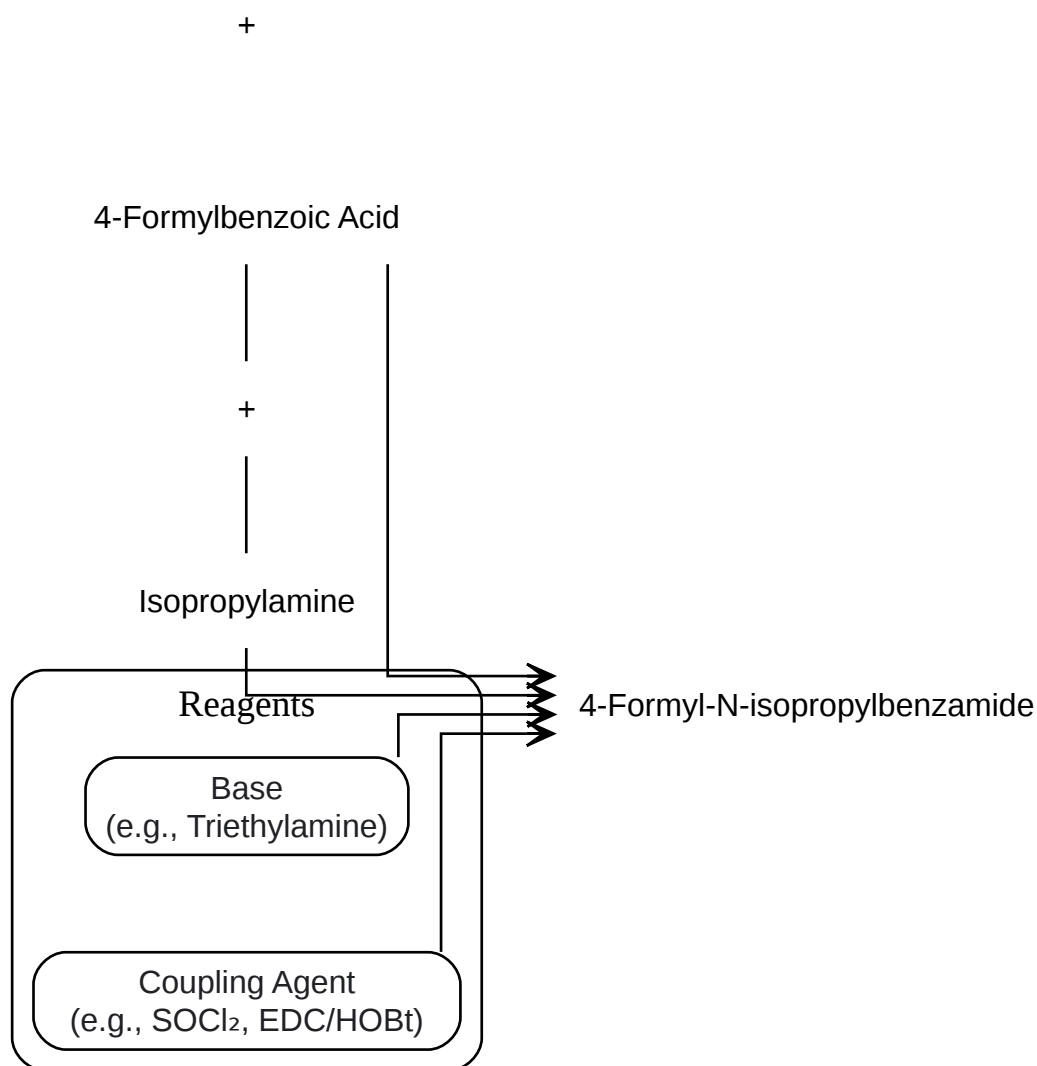 +
4-Formylbenzoic Acid
+
Isopropylamine
Reagents
4-Formyl-N-isopropylbenzamide
Base
(e.g., Triethylamine)
Coupling Agent
(e.g., SOCl₂, EDC/HOBt)